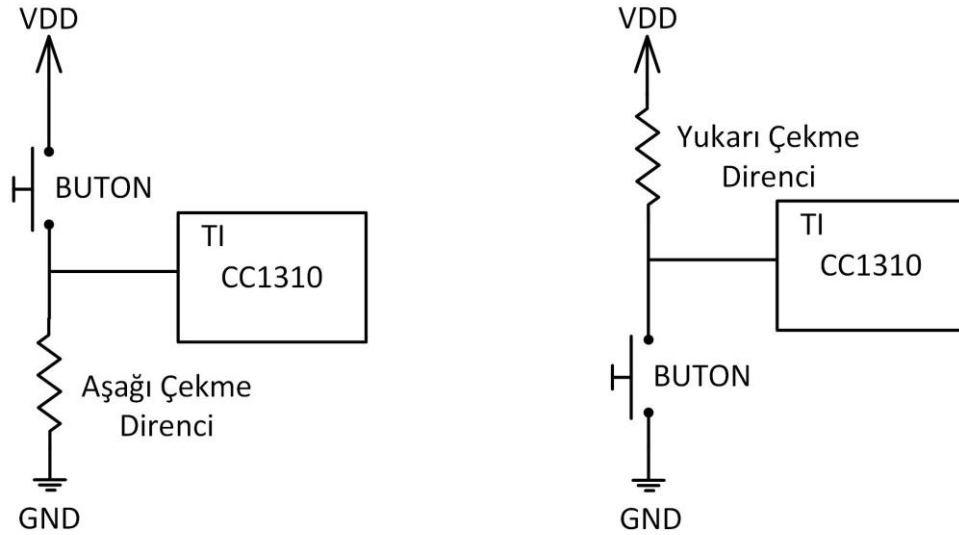 VDD
BUTON
TI
CC1310
Aşağı Çekme
Direnci
GND
VDD
Yukarı Çekme
Direnci
TI
CC1310
BUTON
GND